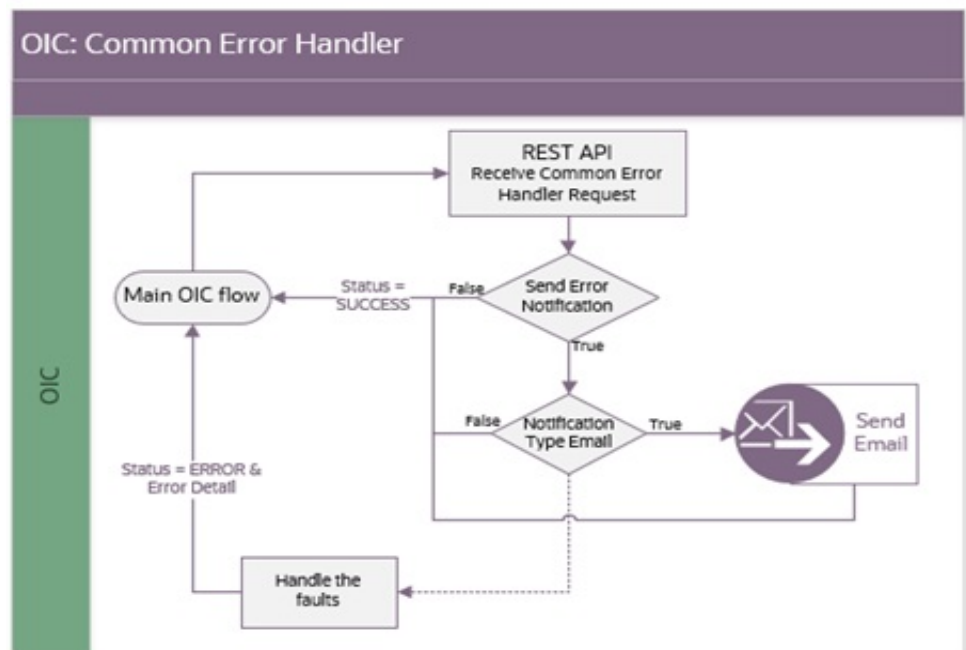 OIC: Common Error Handler
REST API
Receive Common Error
Handler Request
Main OIC flow
Status =
SUCCESS
False
Send Error
Notification
True
OIC
False
Notification
Type Email
True
Send
Email
Status = ERROR &
Error Detail
Handle the
faults